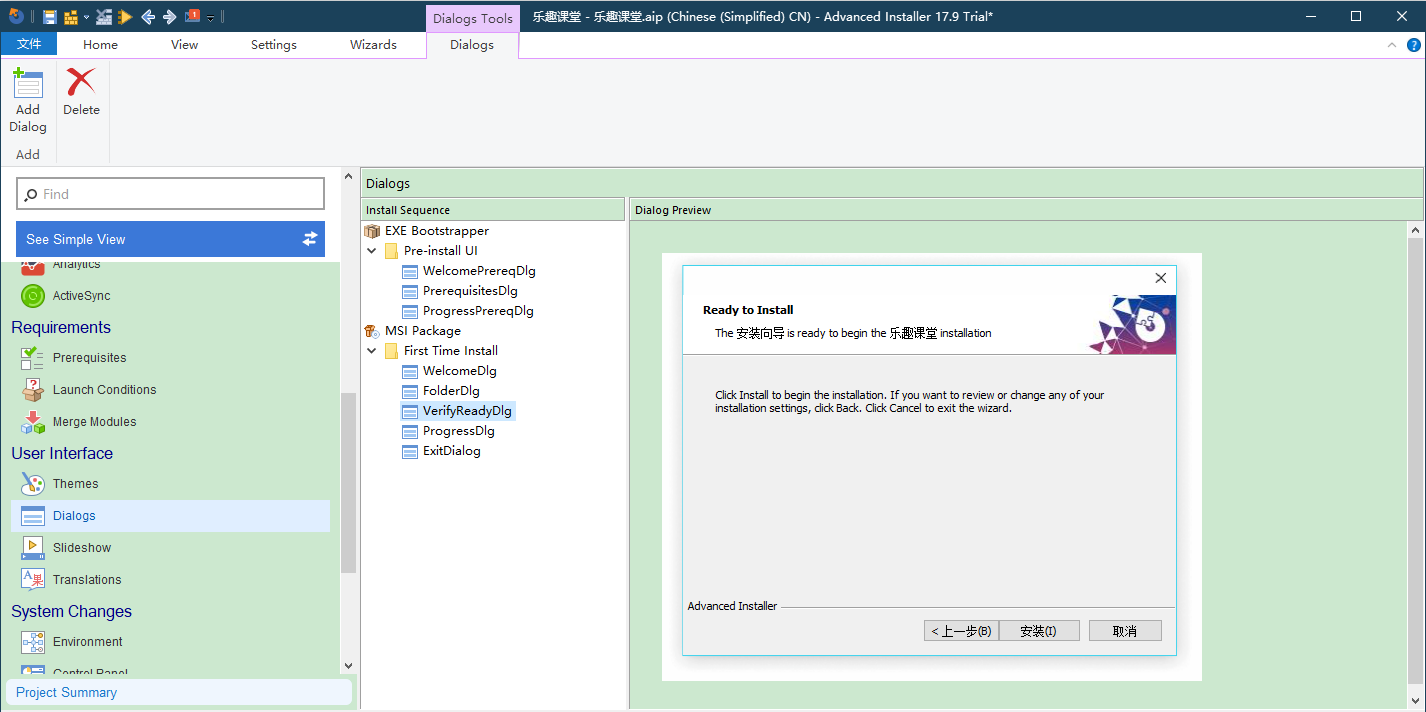 乐趣课堂 - 乐趣课堂.aip (Chinese (Simplified) CN) - Advanced Installer 17.9 Trial*
Dialogs Tools
文件
Home
View
Settings
Wizards
Dialogs
Add Dialog
Delete
Add
Find
See Simple View
Analytics
ActiveSync
Requirements
Prerequisites
Launch Conditions
Merge Modules
User Interface
Themes
Dialogs
Slideshow
Translations
System Changes
Environment
Control Panel
Project Summary
Dialogs
Install Sequence
EXE Bootstrapper
Pre-install UI
WelcomePrereqDlg
PrerequisitesDlg
ProgressPrereqDlg
MSI Package
First Time Install
WelcomeDlg
FolderDlg
VerifyReadyDlg
ProgressDlg
ExitDialog
Dialog Preview
Ready to Install
The 安装向导 is ready to begin the 乐趣课堂 installation
Click Install to begin the installation. If you want to review or change any of your
installation settings, click Back. Click Cancel to exit the wizard.
Advanced Installer
< 上一步(B)
安装(I)
取消